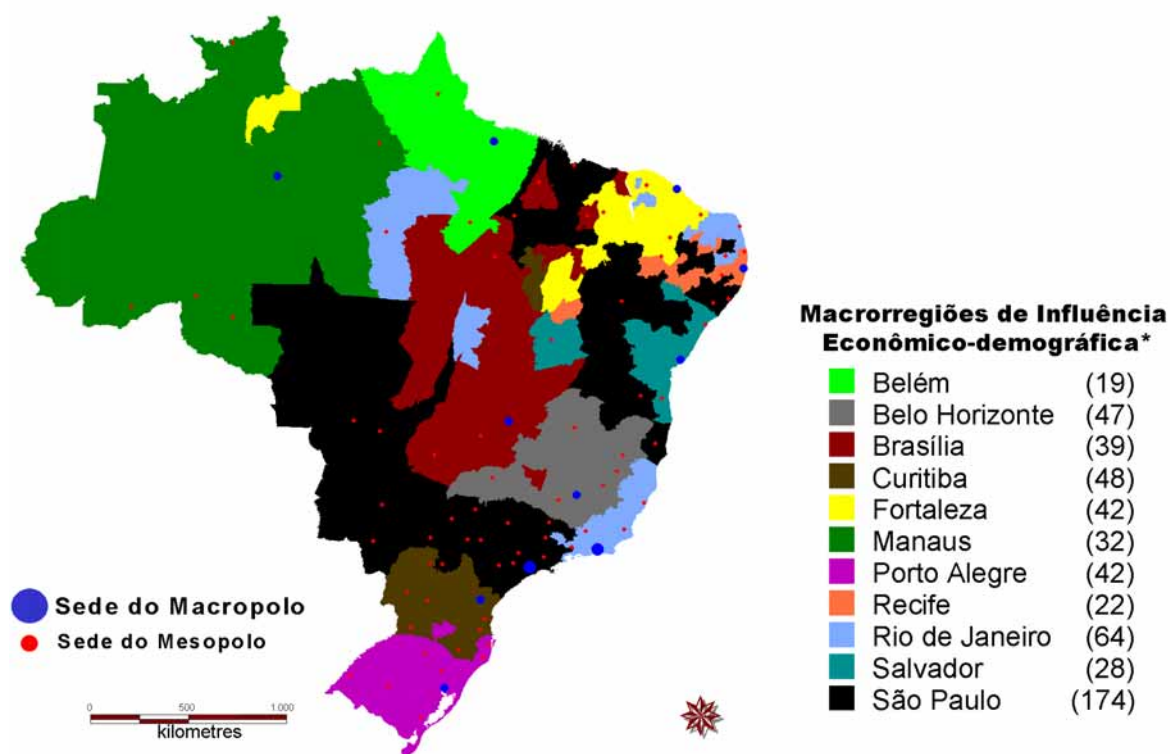 Macrorregiões de Influência
Econômico-demográfica*
Belém (19)
Belo Horizonte (47)
Brasília (39)
Curitiba (48)
Fortaleza (42)
Manaus (32)
Porto Alegre (42)
Recife (22)
Rio de Janeiro (64)
Salvador (28)
São Paulo (174)
Sede do Macropolo
Sede do Mesopolo
0 500 1.000
kilometres